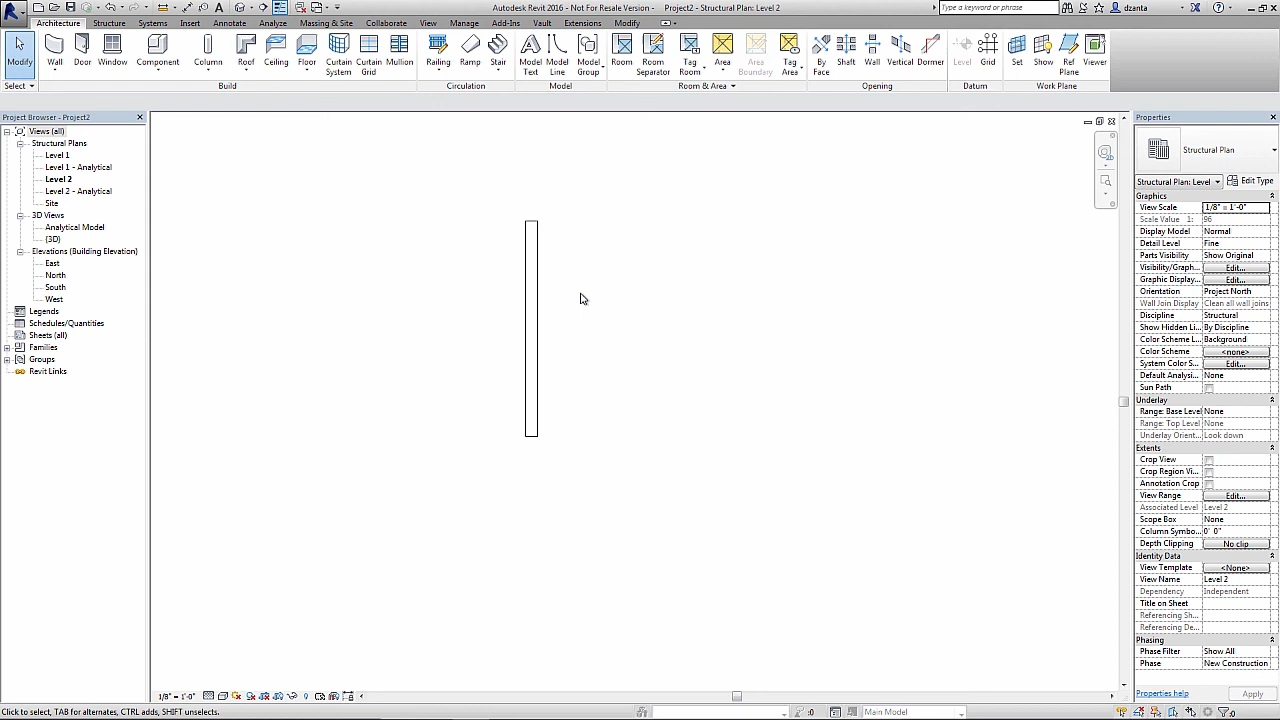 Autodesk Revit 2016 - Not For Resale Version - Project2 - Structural Plan: Level 2
Type a keyword or phrase
dzanta
Architecture Structure Systems Insert Annotate Analyze Massing & Site Collaborate View Manage Add-Ins Vault Extensions Modify
Modify Wall Door Window Component Column Roof Ceiling Floor Curtain System Curtain Grid Mullion Railing Ramp Stair Model Text Model Line Model Group Room Room Separator Tag Room Area Area Boundary Tag Area By Face Shaft Wall Vertical Dormer Level Grid Set Show Ref Plane Viewer
Select Build Circulation Model Room & Area Opening Datum Work Plane
Project Browser - Project2
Views (all)
Structural Plans
Level 1
Level 1 - Analytical
Level 2
Level 2 - Analytical
Site
3D Views
Analytical Model
{3D}
Elevations (Building Elevation)
East
North
South
West
Legends
Schedules/Quantities
Sheets (all)
Families
Groups
Revit Links
2D
Properties
Structural Plan
Structural Plan: Level Edit Type
Graphics
View Scale 1/8" = 1'-0"
Scale Value 1: 96
Display Model Normal
Detail Level Fine
Parts Visibility Show Original
Visibility/Graph... Edit...
Graphic Display... Edit...
Orientation Project North
Wall Join Display Clean all wall joins
Discipline Structural
Show Hidden Li... By Discipline
Color Scheme L... Background
Color Scheme <none>
System Color S... Edit...
Default Analysi... None
Sun Path
Underlay
Range: Base Level None
Range: Top Level None
Underlay Orient... Look down
Extents
Crop View
Crop Region Vi...
Annotation Crop
View Range Edit...
Associated Level Level 2
Scope Box None
Column Symbo... 0' 0"
Depth Clipping No clip
Identity Data
View Template <None>
View Name Level 2
Dependency Independent
Title on Sheet
Referencing Sh...
Referencing De...
Phasing
Phase Filter Show All
Phase New Construction
Properties help Apply
1/8" = 1'-0"
Click to select, TAB for alternates, CTRL adds, SHIFT unselects.
:0 Main Model :0